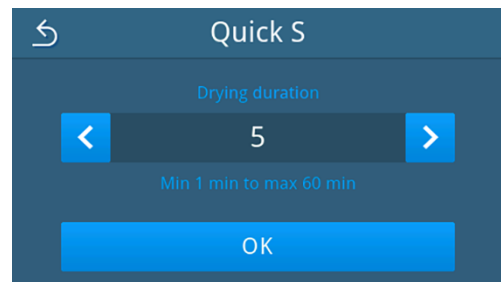 Quick S
Drying duration
5
Min 1 min to max 60 min
OK